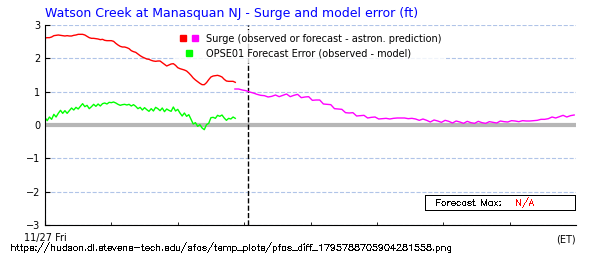 Watson Creek at Manasquan NJ - Surge and model error (ft)
Surge (observed or forecast - astron. prediction)
OPSE01 Forecast Error (observed - model)
3
2
1
0
−1
−2
−3
Forecast Max: N/A
11/27 Fri
(ET)
https://hudson.dl.stevens-tech.edu/sfas/temp_plots/pfas_diff_1795788705904281558.png